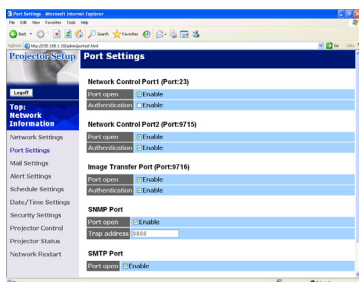 Port Settings - Microsoft Internet Explorer
File Edit View Favorites Tools Help
Back Search Favorites
Projector Setup
Port Settings
Logoff
Top:
Network
Information
Network Settings
Port Settings
Mail Settings
Alert Settings
Schedule Settings
Date/Time Settings
Security Settings
Projector Control
Projector Status
Network Restart
Network Control Port1 (Port:23)
Port open Enable
Authentication Enable
Network Control Port2 (Port:9715)
Port open Enable
Authentication Enable
Image Transfer Port (Port:9716)
Port open Enable
Authentication Enable
SNMP Port
Port open Enable
Trap address
SMTP Port
Port open Enable